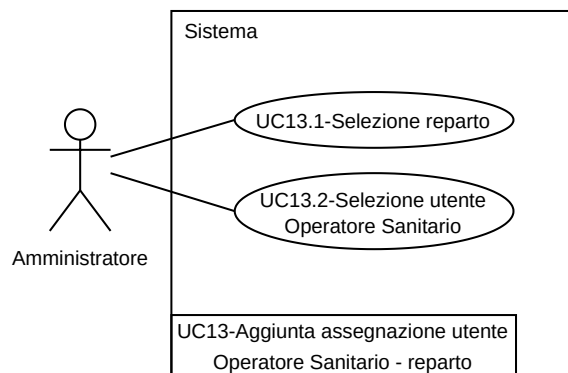 Sistema
UC13.1-Selezione reparto
UC13.2-Selezione utente
Operatore Sanitario
Amministratore
UC13-Aggiunta assegnazione utente
Operatore Sanitario - reparto